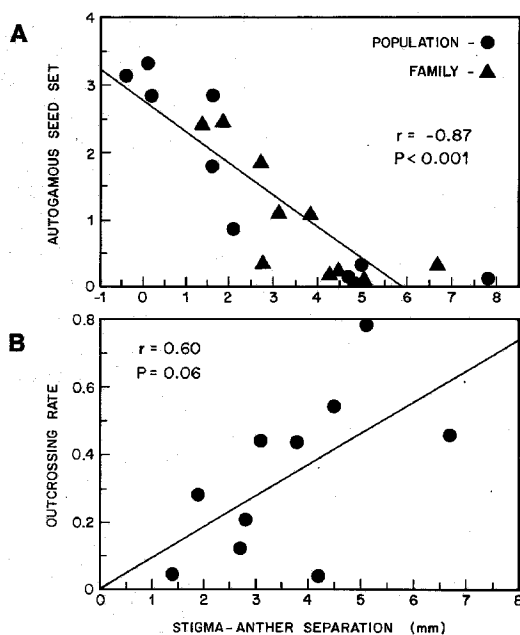 A
4
POPULATION - ●
FAMILY - ▲
3
r = -0.87
P < 0.001
2
AUTOGAMOUS SEED SET
1
0
-1 0 1 2 3 4 5 6 7 8
B
0.8
r = 0.60
P = 0.06
0.6
OUTCROSSING RATE
0.4
0.2
0
0 1 2 3 4 5 6 7 8
STIGMA-ANTHER SEPARATION (mm)